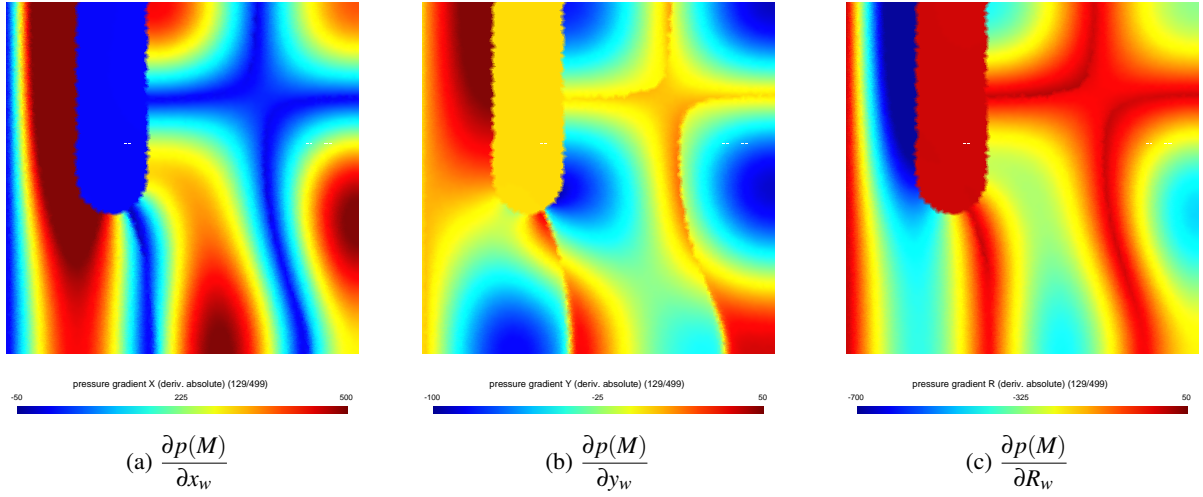 pressure gradient X (deriv. absolute) (129/499)
-50 225 500
(a) ∂p(M)/∂x_w
pressure gradient Y (deriv. absolute) (129/499)
-100 -25 50
(b) ∂p(M)/∂y_w
pressure gradient R (deriv. absolute) (129/499)
-700 -325 50
(c) ∂p(M)/∂R_w